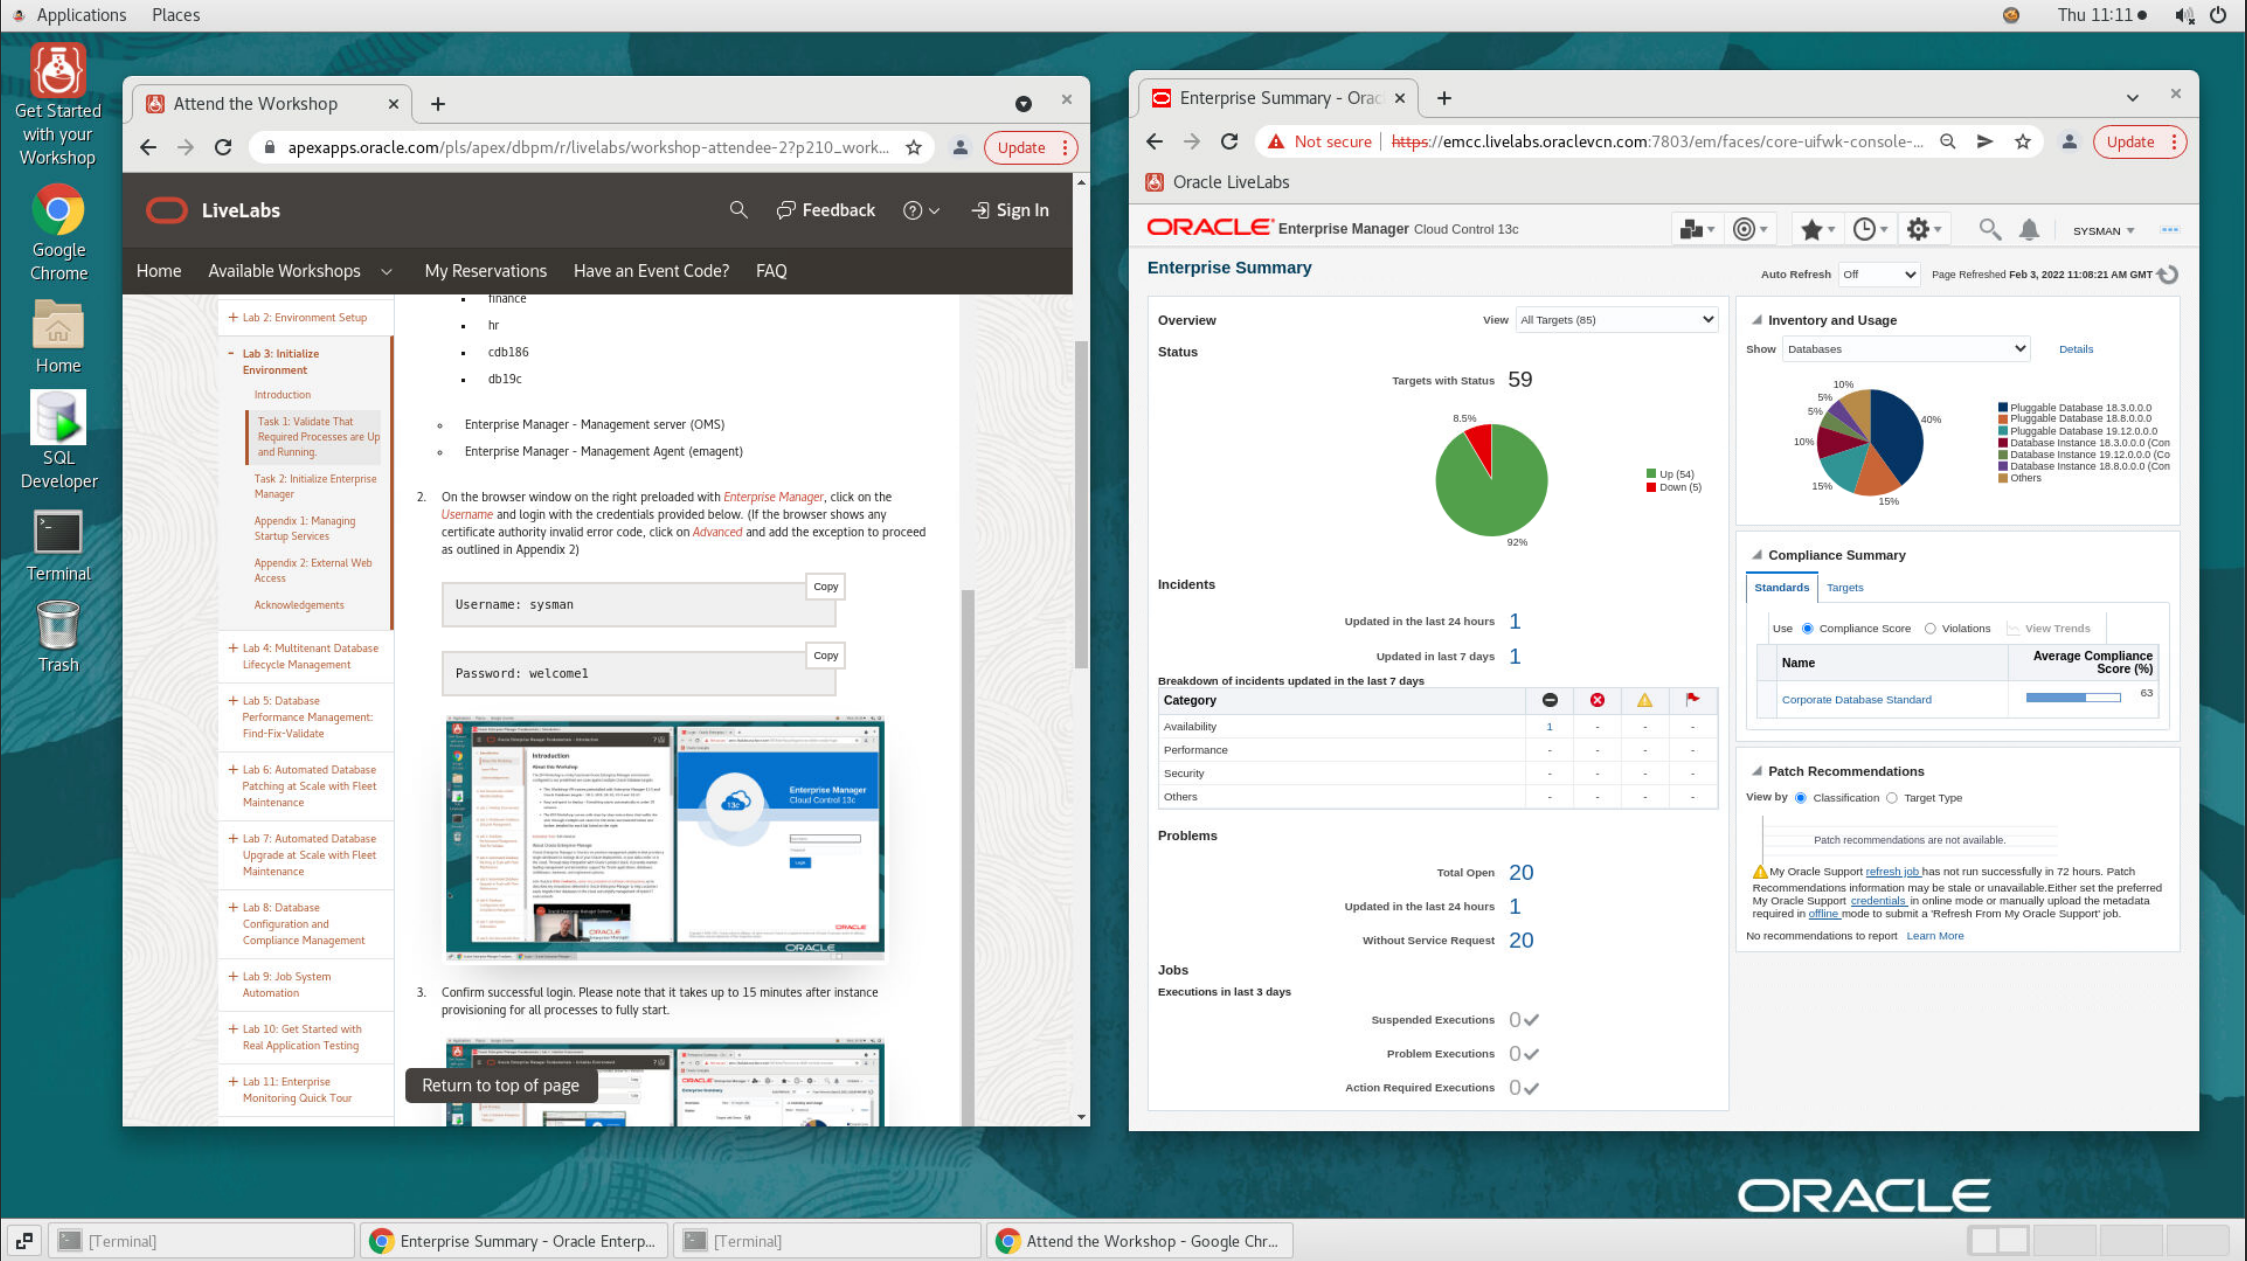 Applications Places
Thu 11:11
Get Started
with your
Workshop
Google
Chrome
Home
SQL
Developer
Terminal
Trash
Attend the Workshop
apexapps.oracle.com/pls/apex/dbpm/r/livelabs/workshop-attendee-2?p210_work...
Update
LiveLabs
Feedback
Sign In
Home
Available Workshops
My Reservations
Have an Event Code?
FAQ
+ Lab 2: Environment Setup
- Lab 3: Initialize
Environment
Introduction
Task 1: Validate That
Required Processes are Up
and Running.
Task 2: Initialize Enterprise
Manager
Appendix 1: Managing
Startup Services
Appendix 2: External Web
Access
Acknowledgements
+ Lab 4: Multitenant Database
Lifecycle Management
+ Lab 5: Database
Performance Management:
Find-Fix-Validate
+ Lab 6: Automated Database
Patching at Scale with Fleet
Maintenance
+ Lab 7: Automated Database
Upgrade at Scale with Fleet
Maintenance
+ Lab 8: Database
Configuration and
Compliance Management
+ Lab 9: Job System
Automation
+ Lab 10: Get Started with
Real Application Testing
+ Lab 11: Enterprise
Monitoring Quick Tour
finance
hr
cdb186
db19c
Enterprise Manager - Management server (OMS)
Enterprise Manager - Management Agent (emagent)
2. On the browser window on the right preloaded with Enterprise Manager, click on the
Username and login with the credentials provided below. (If the browser shows any
certificate authority invalid error code, click on Advanced and add the exception to proceed
as outlined in Appendix 2)
Copy
Username: sysman
Copy
Password: welcome1
Introduction
About this Workshop
Enterprise Manager
Cloud Control 13c
13c
ORACLE
ORACLE
3. Confirm successful login. Please note that it takes up to 15 minutes after instance
provisioning for all processes to fully start.
Return to top of page
Enterprise Summary - Orac
Not secure
https://emcc.livelabs.oraclevcn.com:7803/em/faces/core-uifwk-console-...
Update
Oracle LiveLabs
ORACLE Enterprise Manager Cloud Control 13c
SYSMAN
Enterprise Summary
Auto Refresh Off
Page Refreshed Feb 3, 2022 11:08:21 AM GMT
Overview
View All Targets (85)
Status
Targets with Status 59
8.5%
92%
Up (54)
Down (5)
Incidents
Updated in the last 24 hours 1
Updated in last 7 days 1
Breakdown of incidents updated in the last 7 days
Category
Availability 1 - - -
Performance - - - -
Security - - - -
Others - - - -
Problems
Total Open 20
Updated in the last 24 hours 1
Without Service Request 20
Jobs
Executions in last 3 days
Suspended Executions 0
Problem Executions 0
Action Required Executions 0
Inventory and Usage
Show Databases
Details
10%
5%
5%
10%
15%
15%
40%
Pluggable Database 18.3.0.0.0
Pluggable Database 18.8.0.0.0
Pluggable Database 19.12.0.0.0
Database Instance 18.3.0.0.0 (Con
Database Instance 19.12.0.0.0 (Co
Database Instance 18.8.0.0.0 (Con
Others
Compliance Summary
Standards Targets
Use Compliance Score Violations View Trends
Name
Average Compliance
Score (%)
Corporate Database Standard 63
Patch Recommendations
View by Classification Target Type
Patch recommendations are not available.
My Oracle Support refresh job has not run successfully in 72 hours. Patch
Recommendations information may be stale or unavailable.Either set the preferred
My Oracle Support credentials in online mode or manually upload the metadata
required in offline mode to submit a 'Refresh From My Oracle Support' job.
No recommendations to report Learn More
ORACLE
[Terminal]
Enterprise Summary - Oracle Enterp...
[Terminal]
Attend the Workshop - Google Chr...